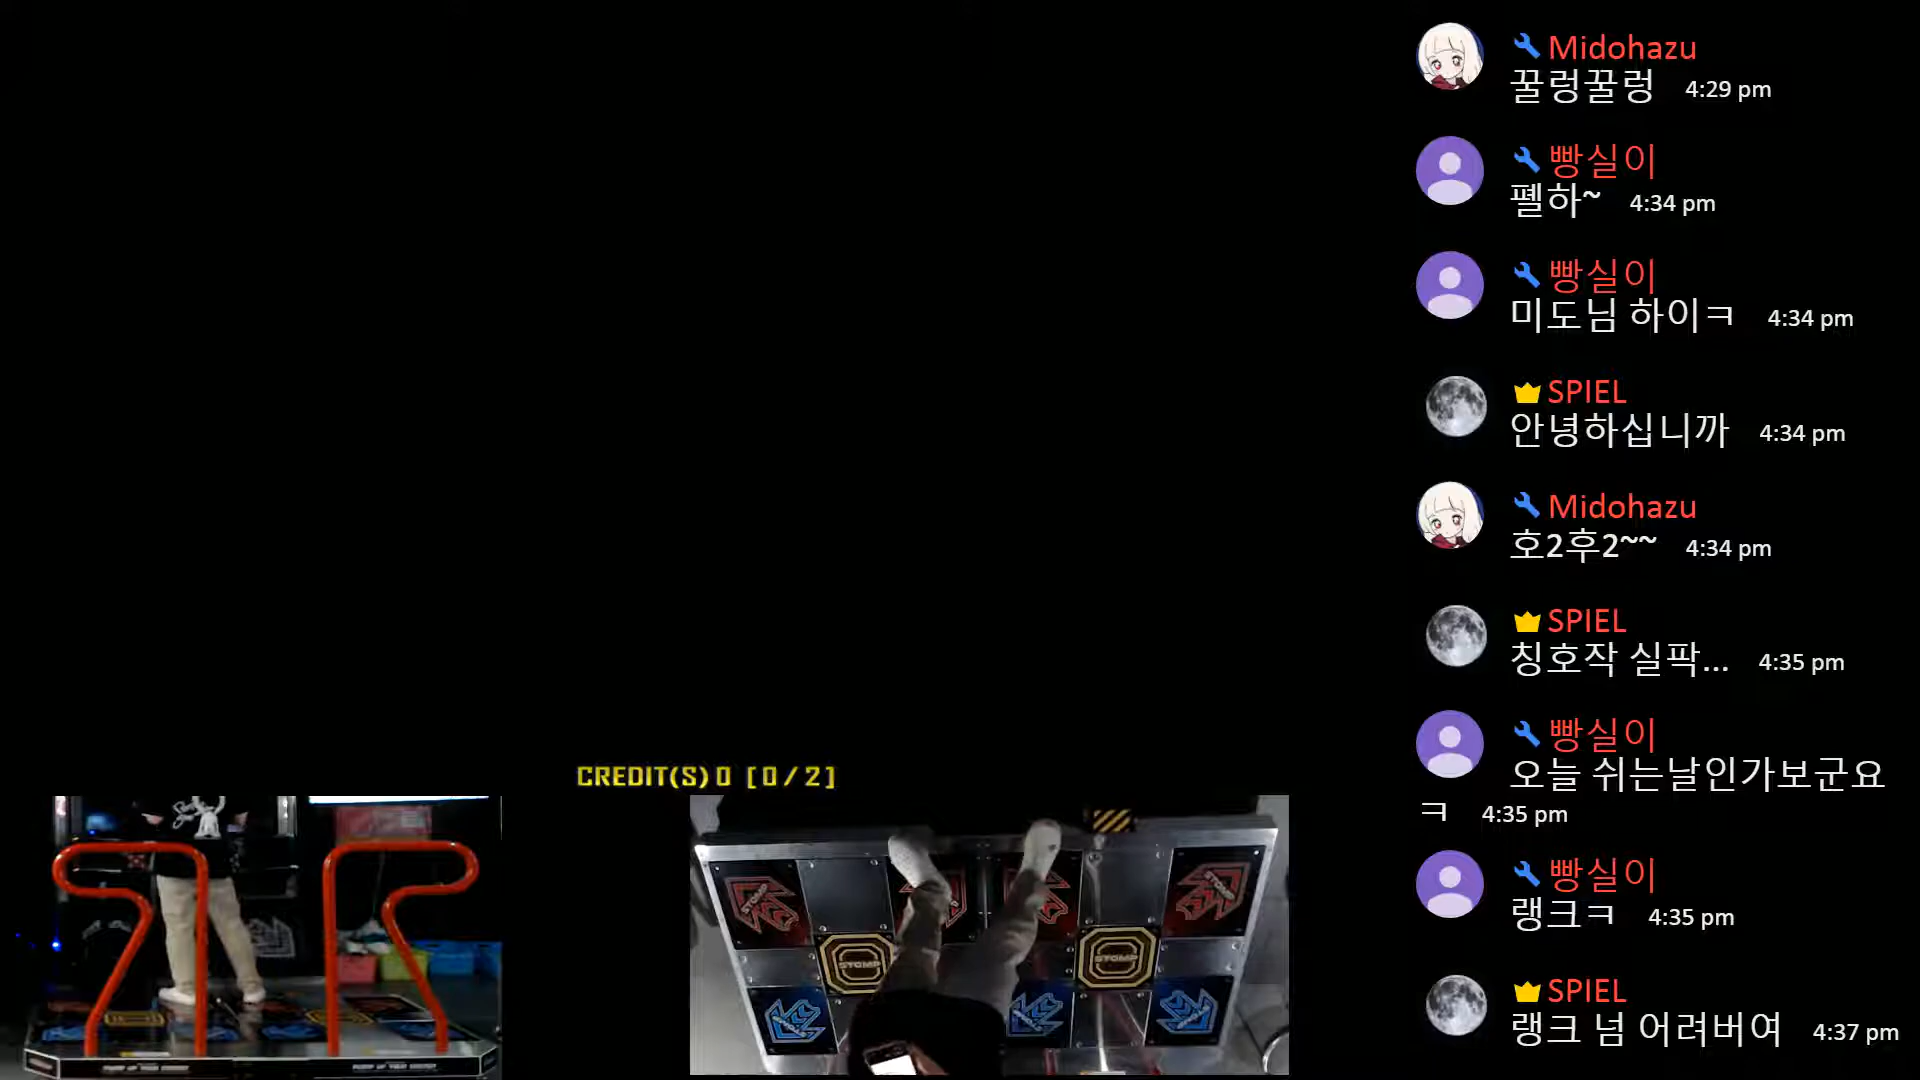 Midohazu
꿀렁꿀렁 4:29 pm
빵실이
펠하~ 4:34 pm
빵실이
미도님 하이ㅋ 4:34 pm
SPIEL
안녕하십니까 4:34 pm
Midohazu
호2후2~~ 4:34 pm
SPIEL
칭호작 실팍... 4:35 pm
빵실이
오늘 쉬는날인가보군요
ㅋ 4:35 pm
빵실이
랭크ㅋ 4:35 pm
SPIEL
랭크 넘 어려버여 4:37 pm
CREDIT(S) 0 [0/2]
STOMP
STOMP